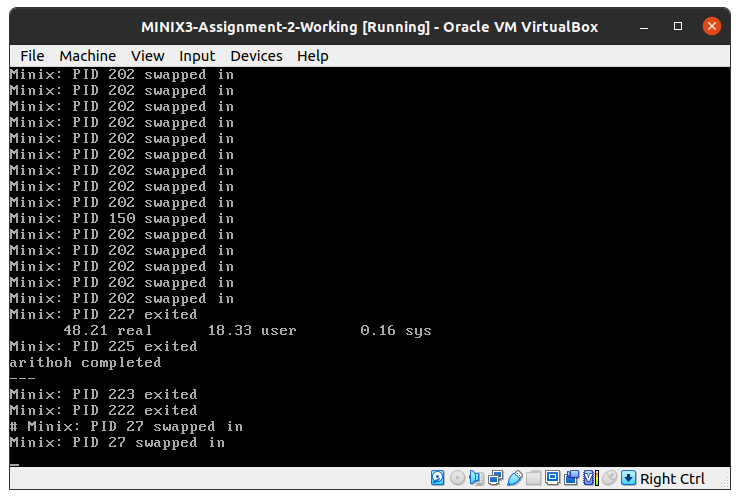 MINIX3-Assignment-2-Working [Running] - Oracle VM VirtualBox
File Machine View Input Devices Help
Minix: PID 202 swapped in
Minix: PID 202 swapped in
Minix: PID 202 swapped in
Minix: PID 202 swapped in
Minix: PID 202 swapped in
Minix: PID 202 swapped in
Minix: PID 202 swapped in
Minix: PID 202 swapped in
Minix: PID 202 swapped in
Minix: PID 150 swapped in
Minix: PID 202 swapped in
Minix: PID 202 swapped in
Minix: PID 202 swapped in
Minix: PID 202 swapped in
Minix: PID 202 swapped in
Minix: PID 227 exited
48.21 real 18.33 user 0.16 sys
Minix: PID 225 exited
arithoh completed
---
Minix: PID 223 exited
Minix: PID 222 exited
# Minix: PID 27 swapped in
Minix: PID 27 swapped in
_
Right Ctrl